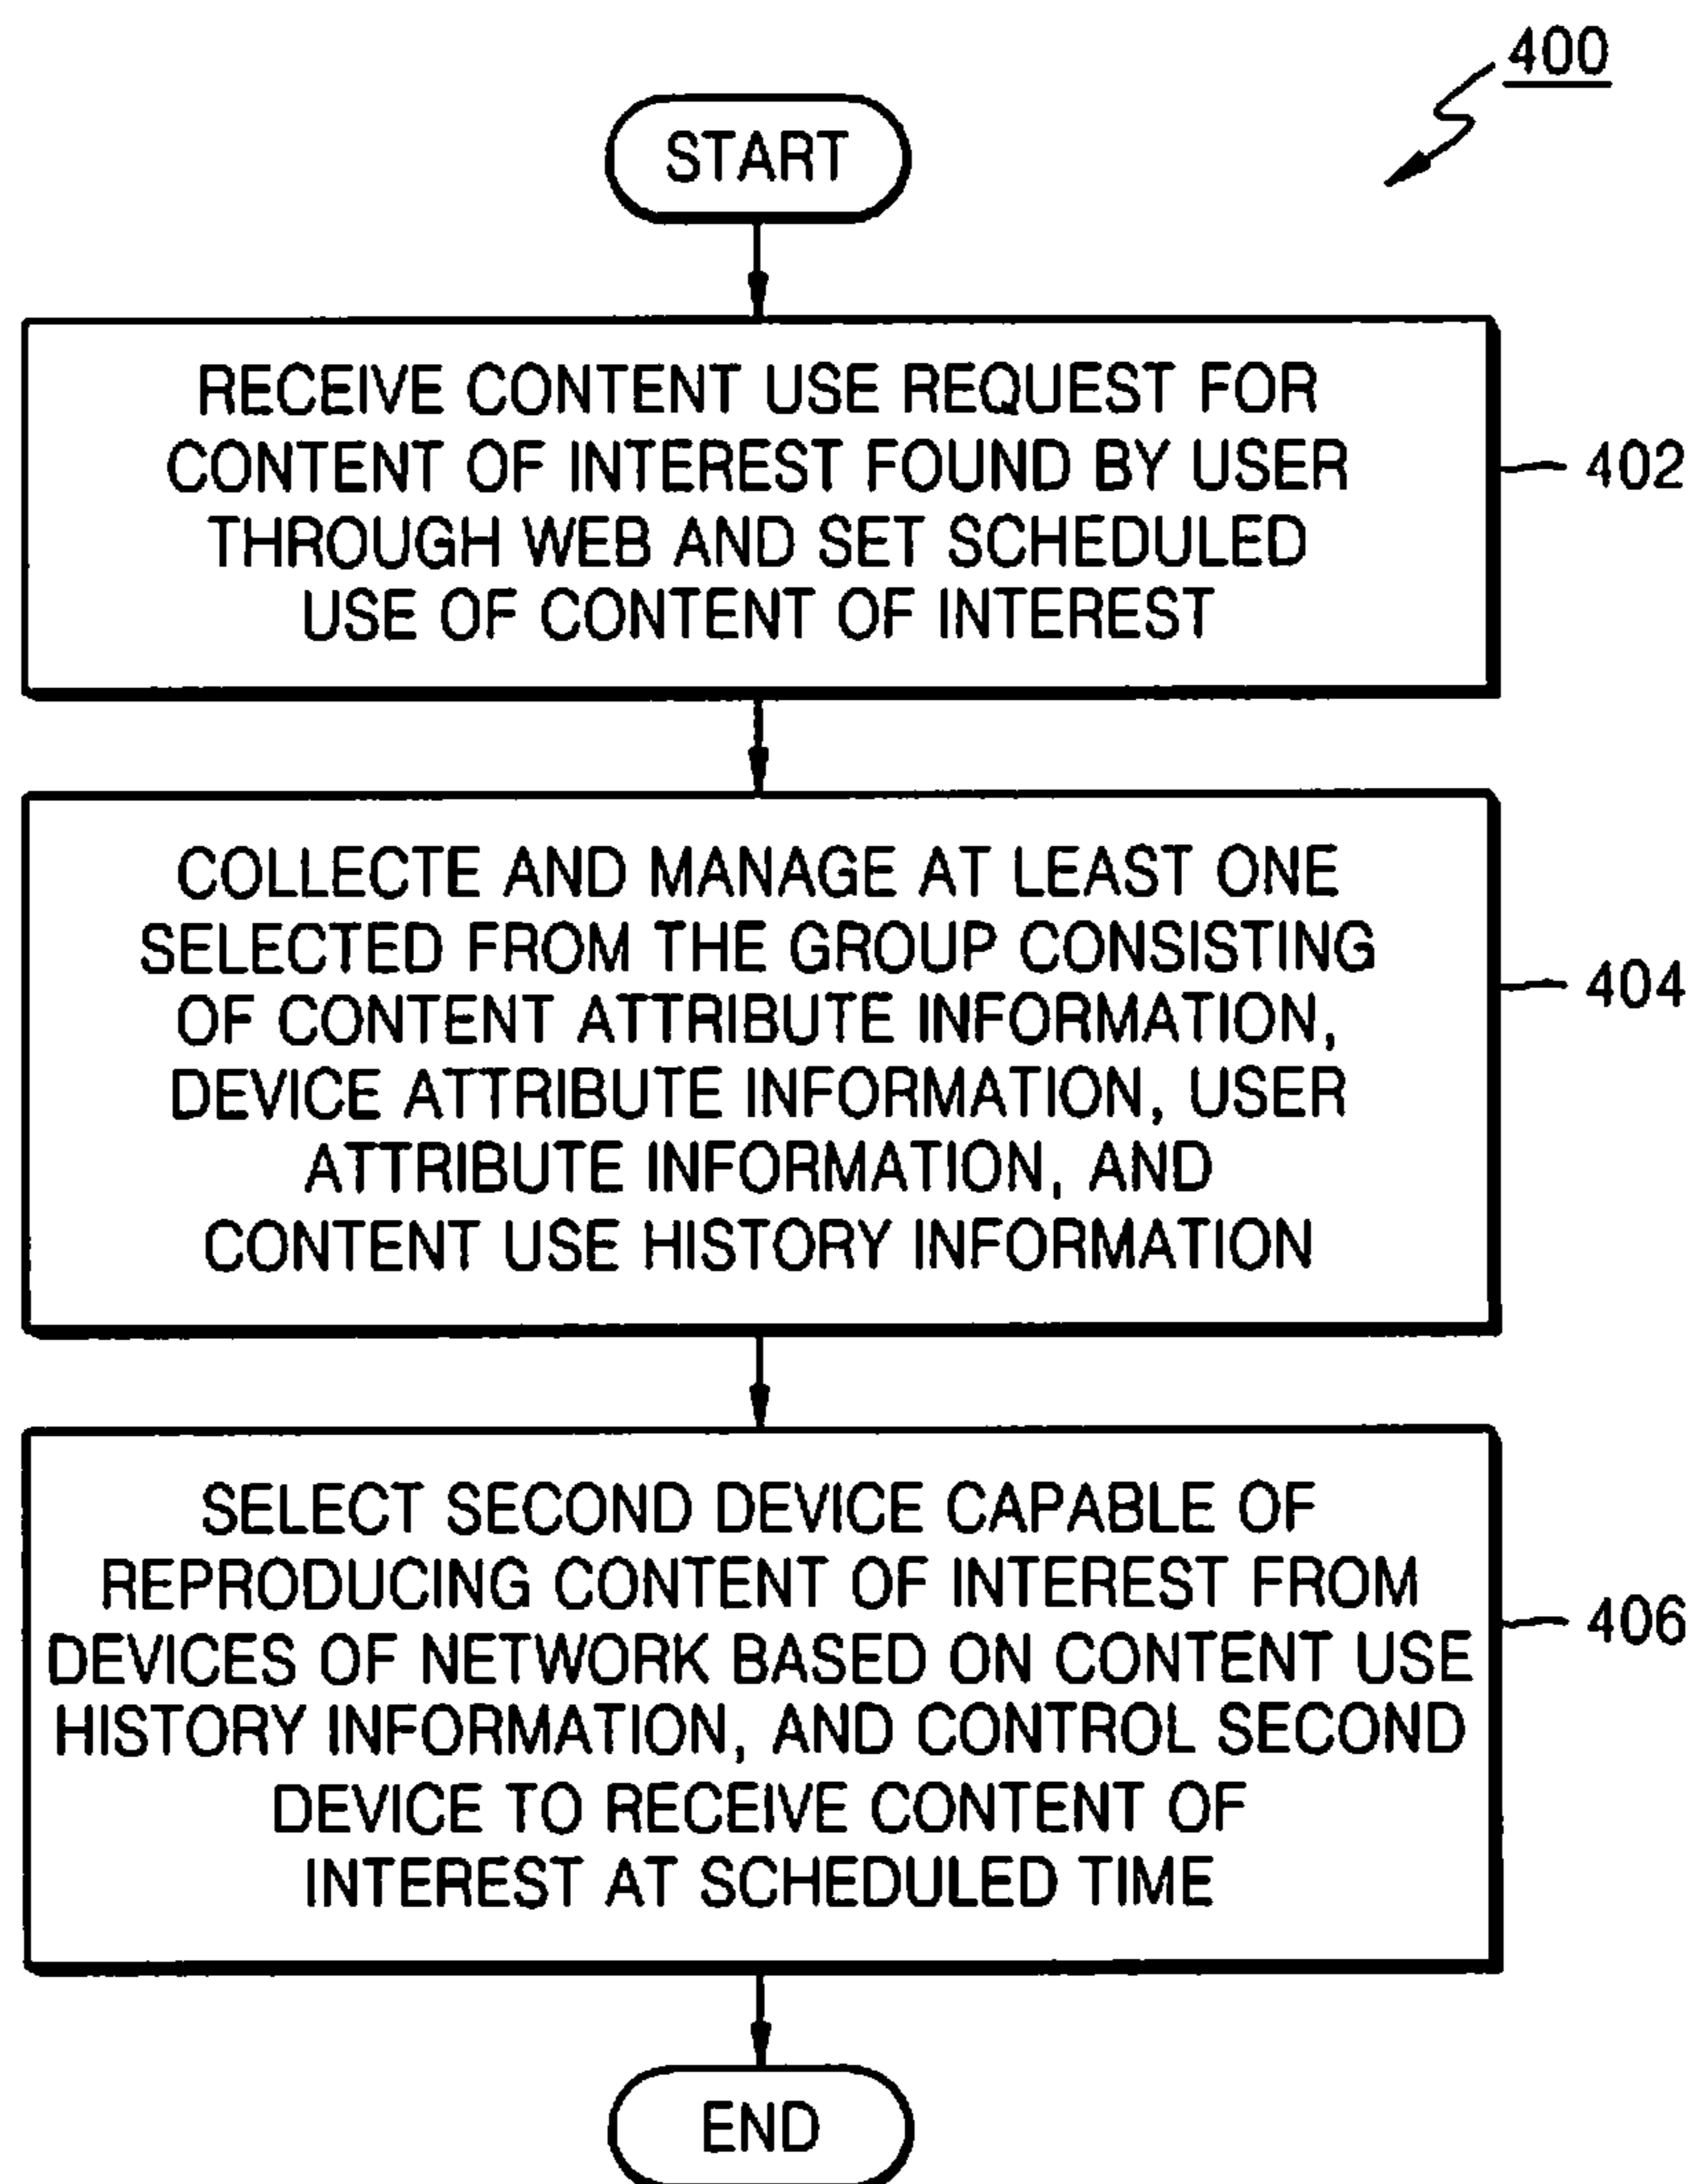 400
START
RECEIVE CONTENT USE REQUEST FOR
CONTENT OF INTEREST FOUND BY USER
THROUGH WEB AND SET SCHEDULED
USE OF CONTENT OF INTEREST
402
COLLECTE AND MANAGE AT LEAST ONE
SELECTED FROM THE GROUP CONSISTING
OF CONTENT ATTRIBUTE INFORMATION,
DEVICE ATTRIBUTE INFORMATION, USER
ATTRIBUTE INFORMATION, AND
CONTENT USE HISTORY INFORMATION
404
SELECT SECOND DEVICE CAPABLE OF
REPRODUCING CONTENT OF INTEREST FROM
DEVICES OF NETWORK BASED ON CONTENT USE
HISTORY INFORMATION, AND CONTROL SECOND
DEVICE TO RECEIVE CONTENT OF
INTEREST AT SCHEDULED TIME
406
END